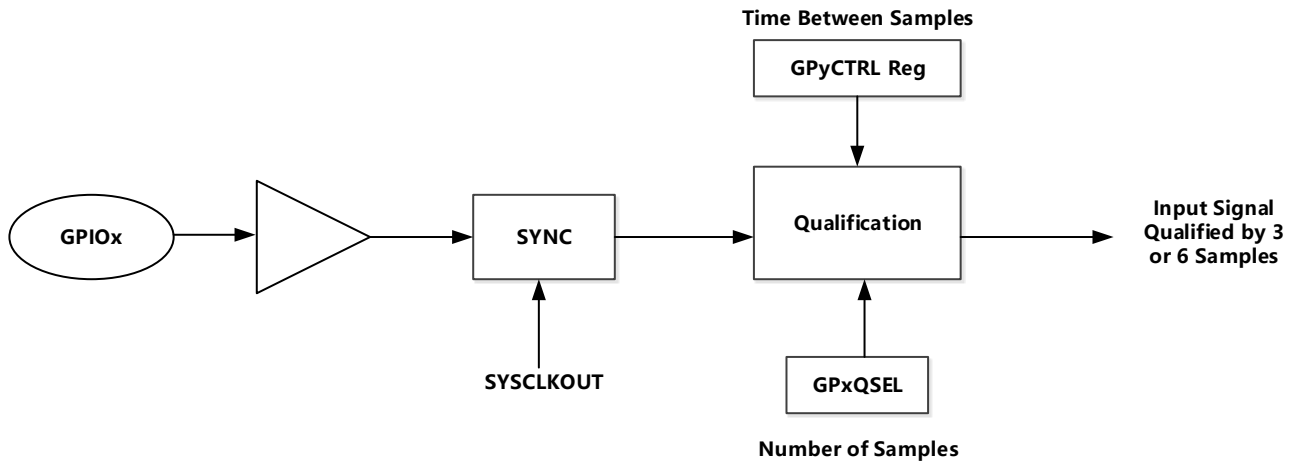 Time Between Samples
GPyCTRL Reg
GPIOx
SYNC
Qualification
Input Signal
Qualified by 3
or 6 Samples
SYSCLKOUT
GPxQSEL
Number of Samples